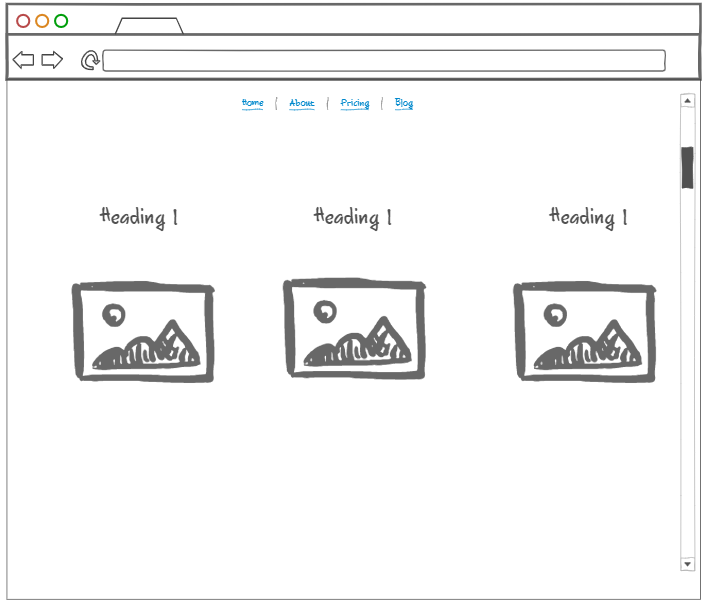 Home | About | Pricing | Blog
Heading 1 Heading 1 Heading 1